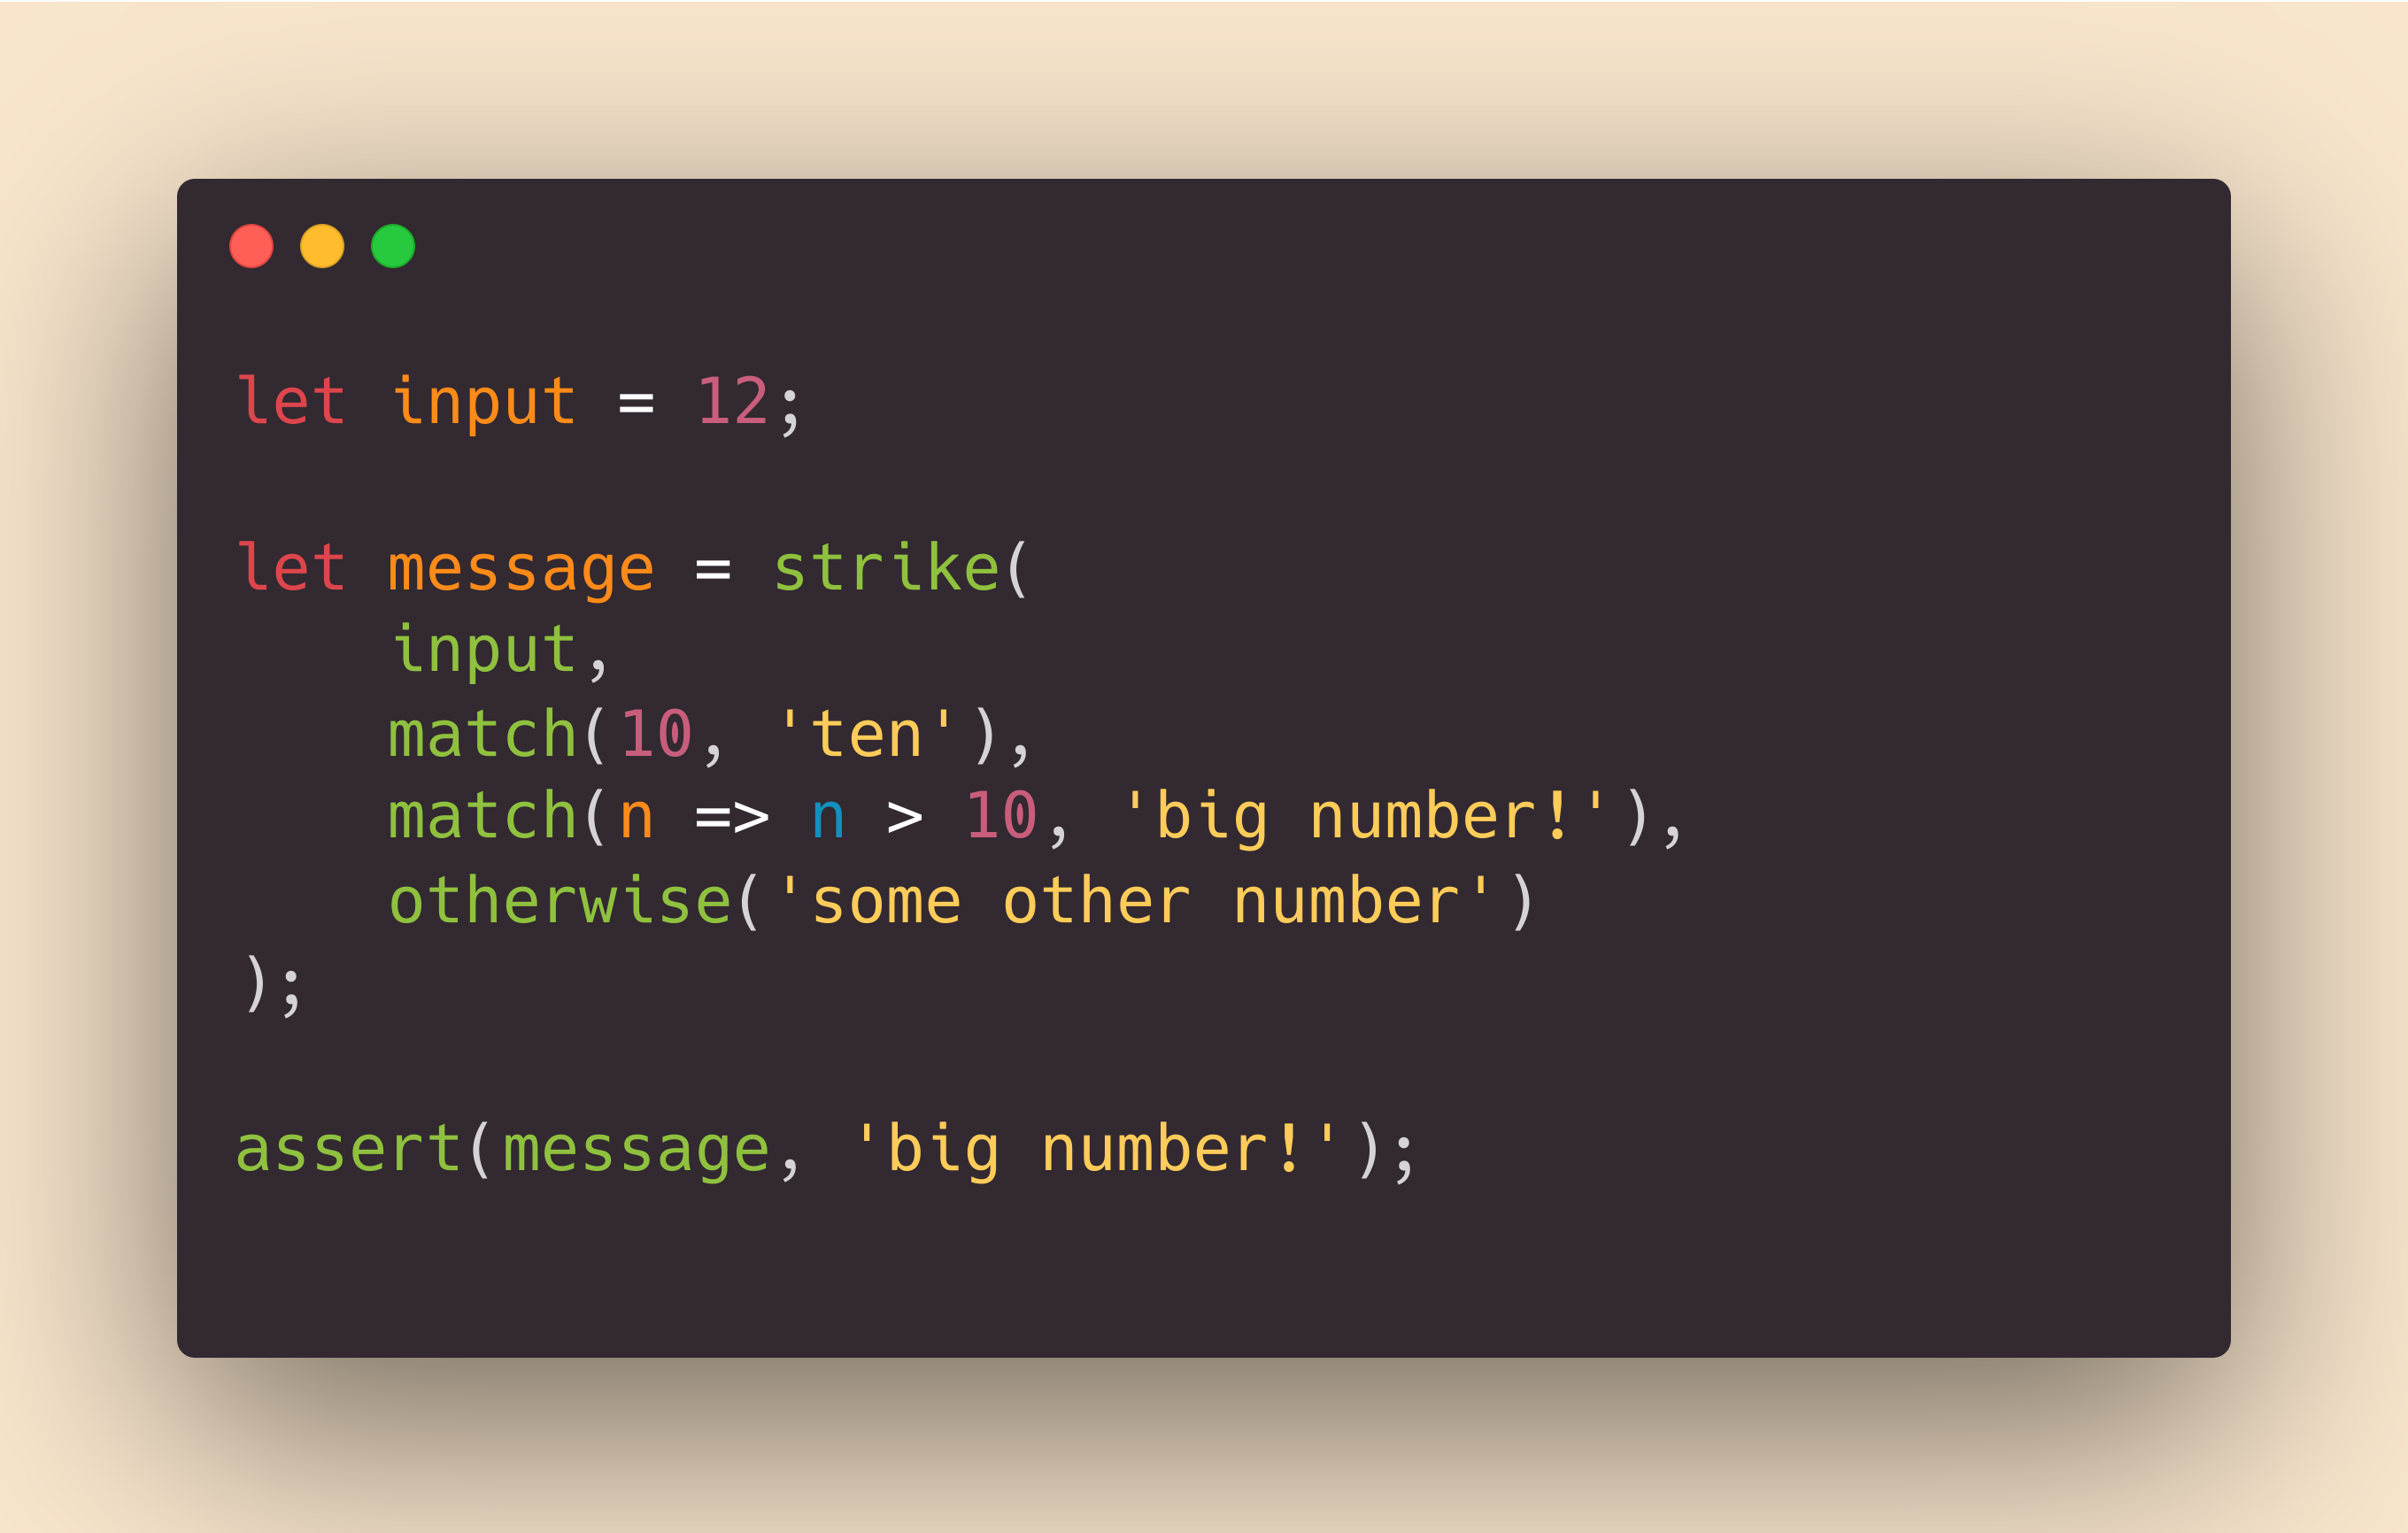 let input = 12;
let message = strike(
    input,
    match(10, 'ten'),
    match(n => n > 10, 'big number!'),
    otherwise('some other number')
);
assert(message, 'big number!');